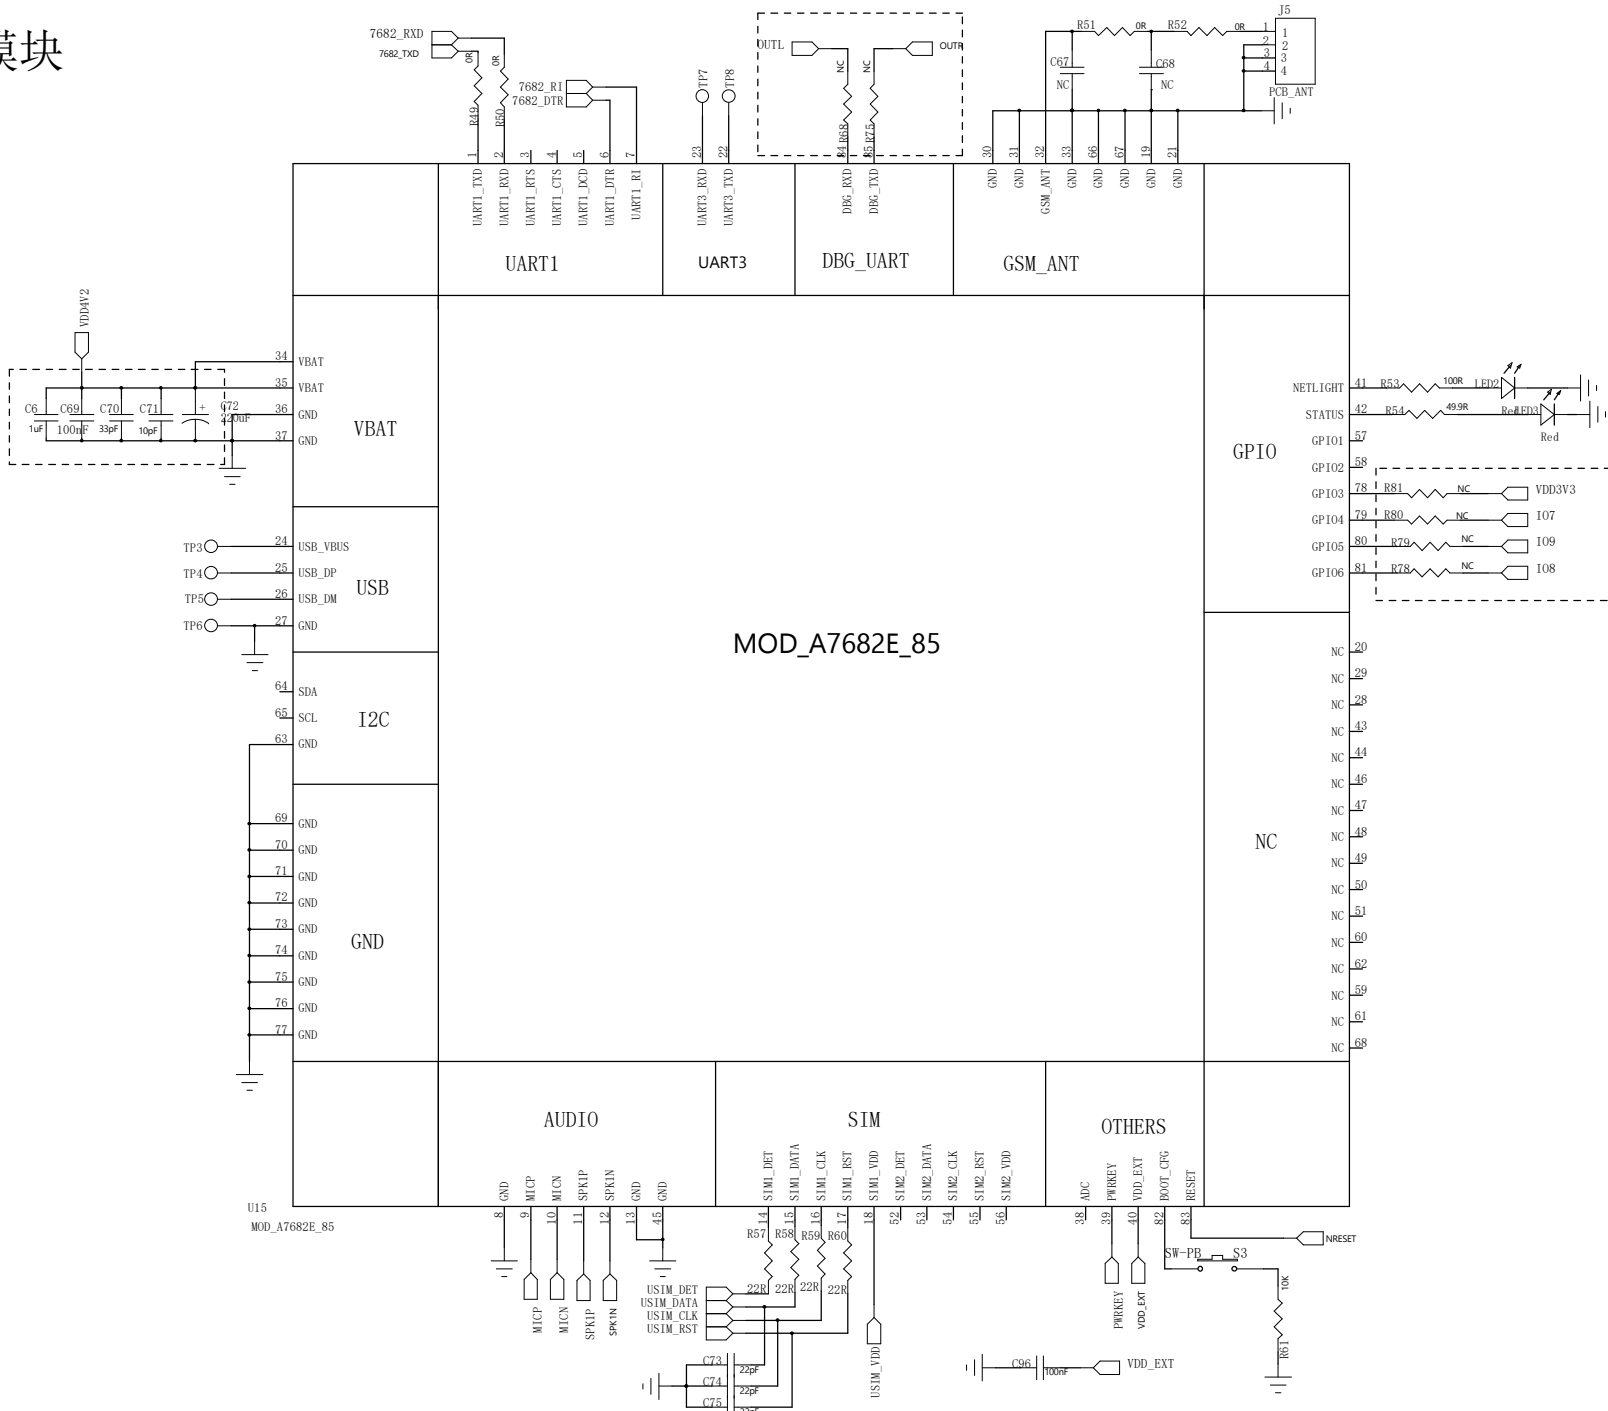 模块
7682_RXD
7682_TXD
0R
0R
R49
R50
7682_RI
7682_DTR
TP7
TP8
OUTL
OUTR
NC
NC
R68
R75
R51
0R
R52
0R
J5
1
2
3
4
1
2
3
4
PCB_ANT
C67
NC
C68
NC
1
2
3
4
5
6
7
23
22
84
85
30
31
32
33
66
67
19
21
UART1_TXD
UART1_RXD
UART1_RTS
UART1_CTS
UART1_DCD
UART1_DTR
UART1_RI
UART3_RXD
UART3_TXD
DBG_RXD
DBG_TXD
GND
GND
GSM_ANT
GND
GND
GND
GND
GND
UART1
UART3
DBG_UART
GSM_ANT
VDD4V2
C6
1uF
C69
100nF
C70
33pF
C71
10pF
+
C72
220uF
34 VBAT
35 VBAT
36 GND
37 GND
VBAT
TP3 24 USB_VBUS
TP4 25 USB_DP
TP5 26 USB_DM
TP6 27 GND
USB
64 SDA
65 SCL
63 GND
I2C
69 GND
70 GND
71 GND
72 GND
73 GND
74 GND
75 GND
76 GND
77 GND
GND
MOD_A7682E_85
GPIO
NETLIGHT 41 R53 100R LED2
Red
STATUS 42 R54 49.9R LED3
Red
GPIO1 57
GPIO2 58
GPIO3 78 R81 NC VDD3V3
GPIO4 79 R80 NC IO7
GPIO5 80 R79 NC IO9
GPIO6 81 R78 NC IO8
NC
NC 20
NC 29
NC 28
NC 43
NC 44
NC 46
NC 47
NC 48
NC 49
NC 50
NC 51
NC 60
NC 62
NC 59
NC 61
NC 68
AUDIO
SIM
OTHERS
GND
MICP
MICN
SPK1P
SPK1N
GND
GND
SIM1_DET
SIM1_DATA
SIM1_CLK
SIM1_RST
SIM1_VDD
SIM2_DET
SIM2_DATA
SIM2_CLK
SIM2_RST
SIM2_VDD
ADC
PWRKEY
VDD_EXT
BOOT_CFG
RESET
8
9
10
11
12
13
45
14
15
16
17
18
52
53
54
55
56
38
39
40
82
83
U15
MOD_A7682E_85
MICP
MICN
SPK1P
SPK1N
R57
R58
R59
R60
22R
22R
22R
22R
USIM_DET
USIM_DATA
USIM_CLK
USIM_RST
USIM_VDD
C73
22pF
C74
22pF
C75
PWRKEY
VDD_EXT
NRESET
SW-PB
S3
10K
R61
C96
100nF
VDD_EXT